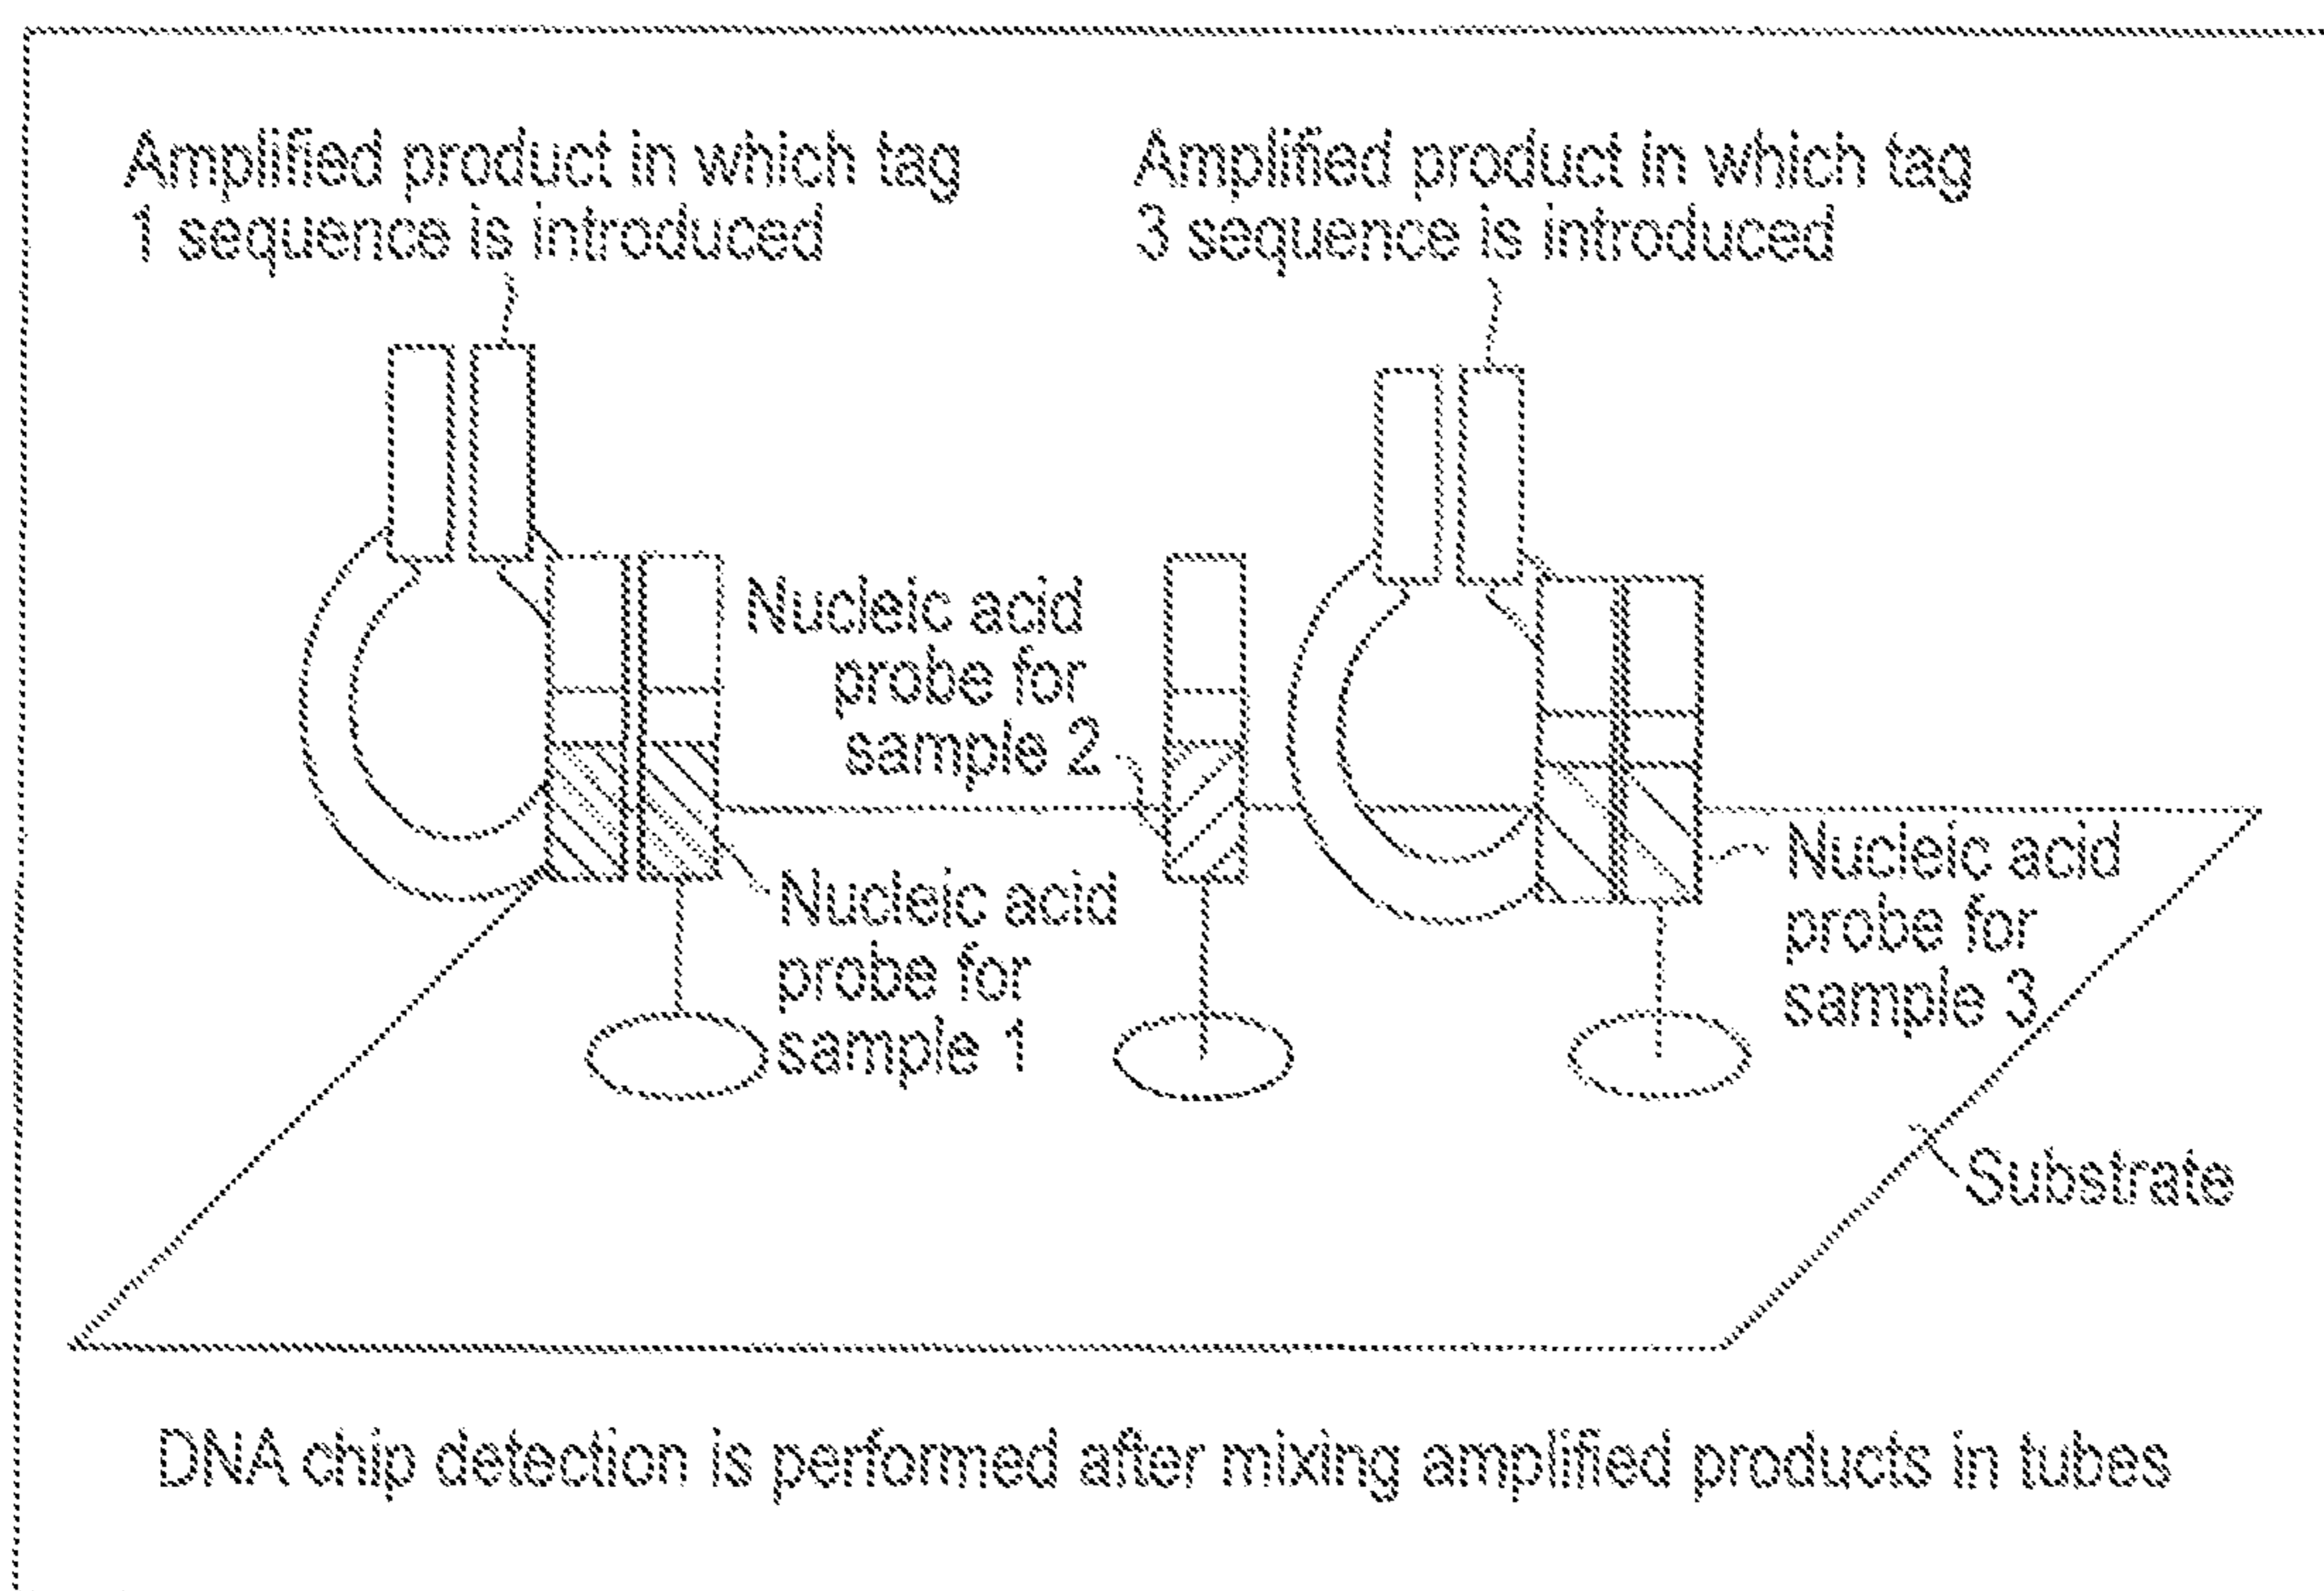 Amplified product in which tag
1 sequence is introduced
Amplified product in which tag
3 sequence is introduced
Nucleic acid
probe for
sample 2
Nucleic acid
probe for
sample 1
Nucleic acid
probe for
sample 3
Substrate
DNA chip detection is performed after mixing amplified products in tubes